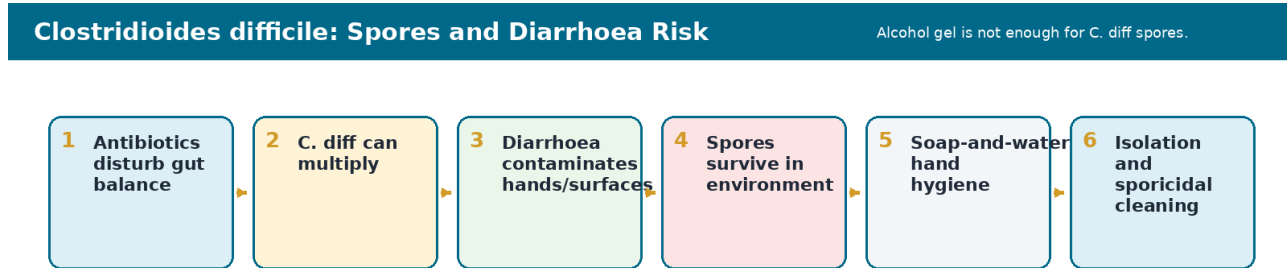 Clostridioides difficile: Spores and Diarrhoea Risk
Alcohol gel is not enough for C. diff spores.
1
Antibiotics
disturb gut
balance
2
C. diff can
multiply
3
Diarrhoea
contaminates
hands/surfaces
4
Spores
survive in
environment
5
Soap-and-water
hand
hygiene
6
Isolation
and
sporicidal
cleaning